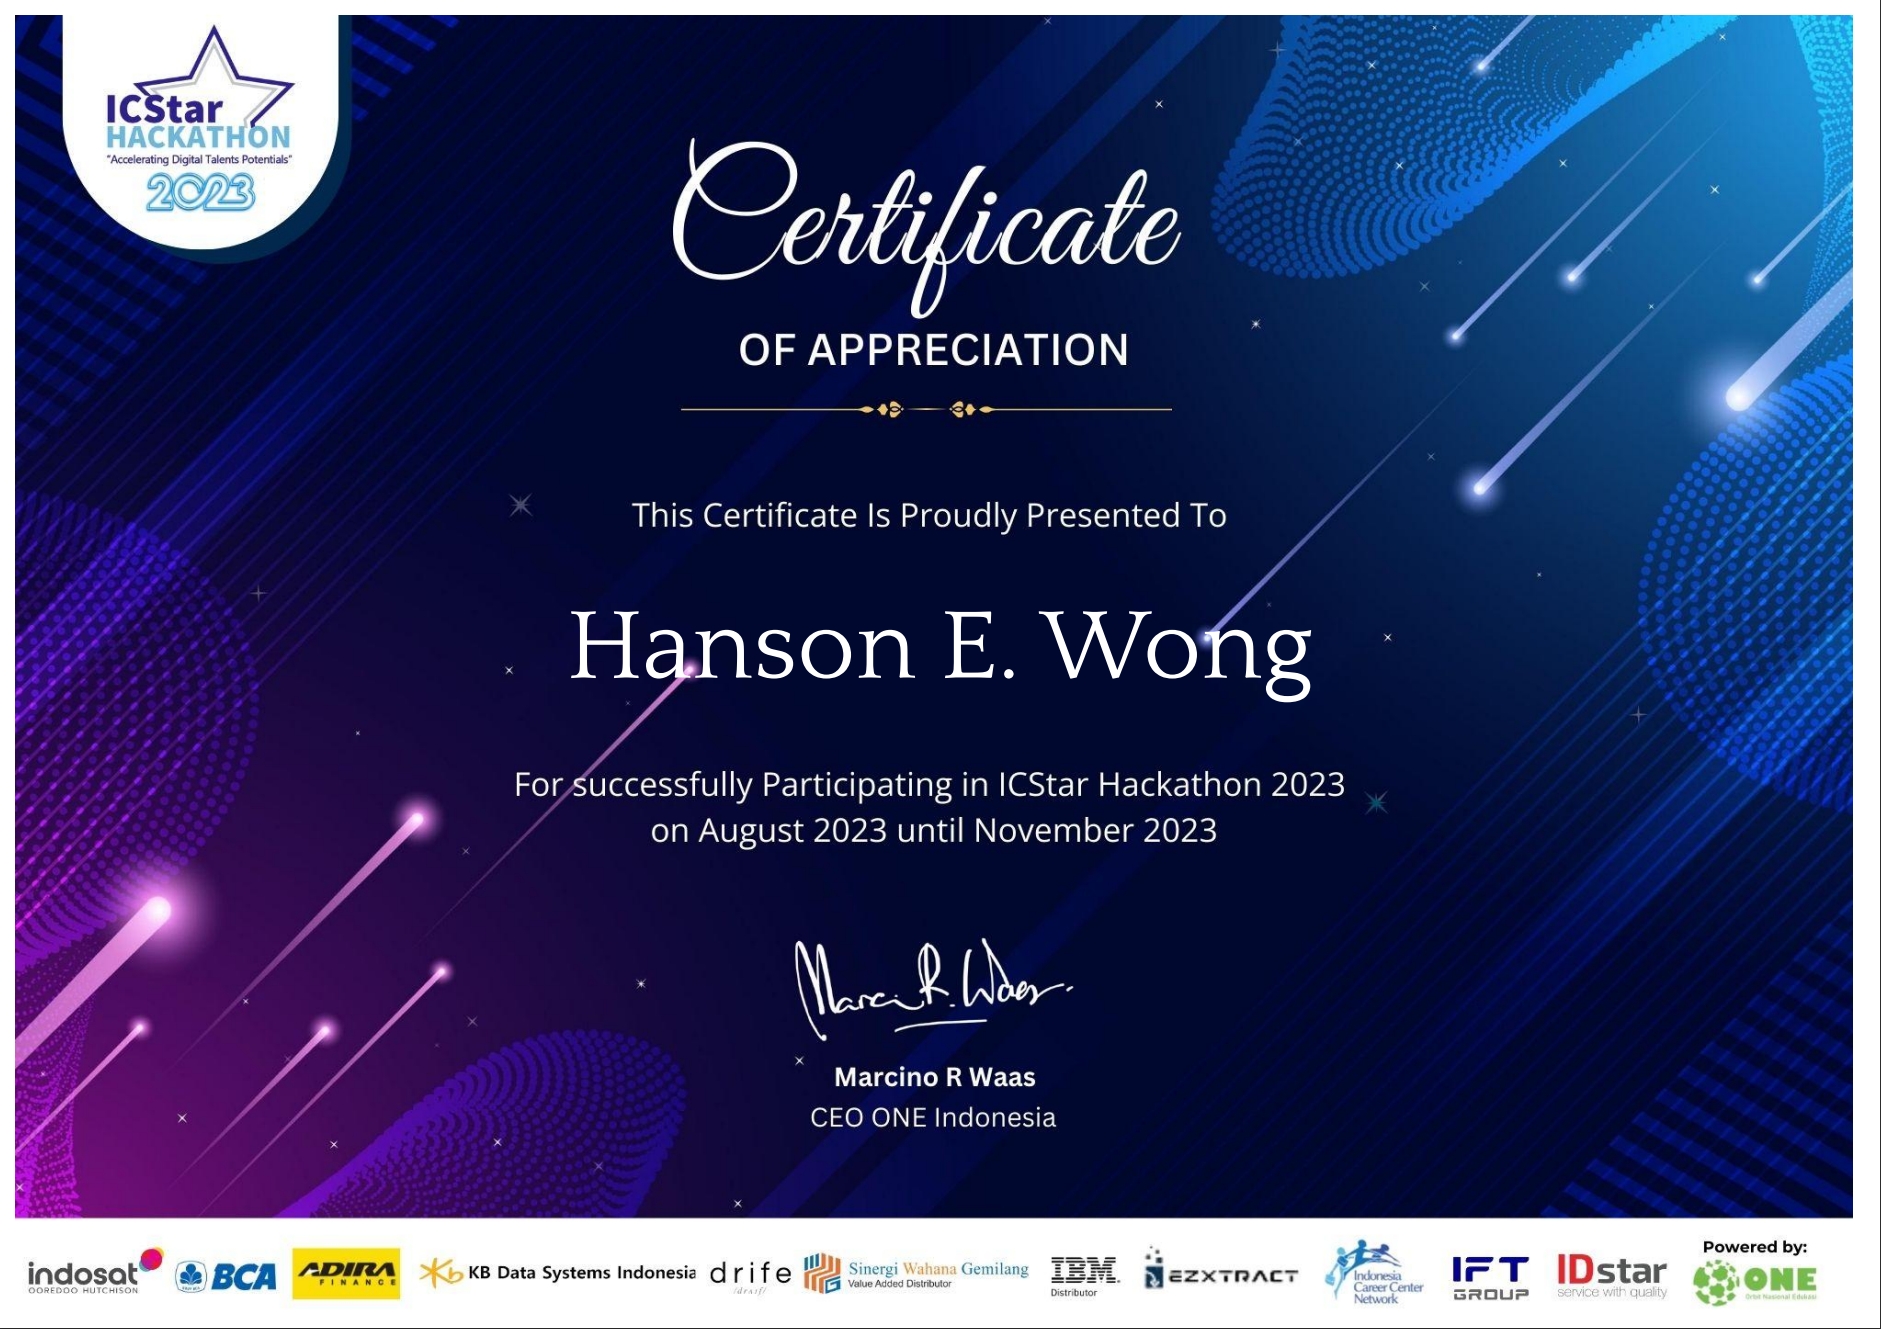 ICStar
HACKATHON
"Accelerating Digital Talents Potentials"
2023
Certificate
OF APPRECIATION
This Certificate Is Proudly Presented To
Hanson E. Wong
For successfully Participating in ICStar Hackathon 2023
on August 2023 until November 2023
Marcino R Waas
CEO ONE Indonesia
indosat
OOREDOO HUTCHISON
BCA
ADIRA
FINANCE
KB Data Systems Indonesia
drife
Sinergi Wahana Gemilang
Value Added Distributor
IBM
Distributor
EZXTRACT
Indonesia
Career Center
Network
IFT
GROUP
IDstar
service with quality
Powered by:
ONE
Orbit Nasional Edukasi